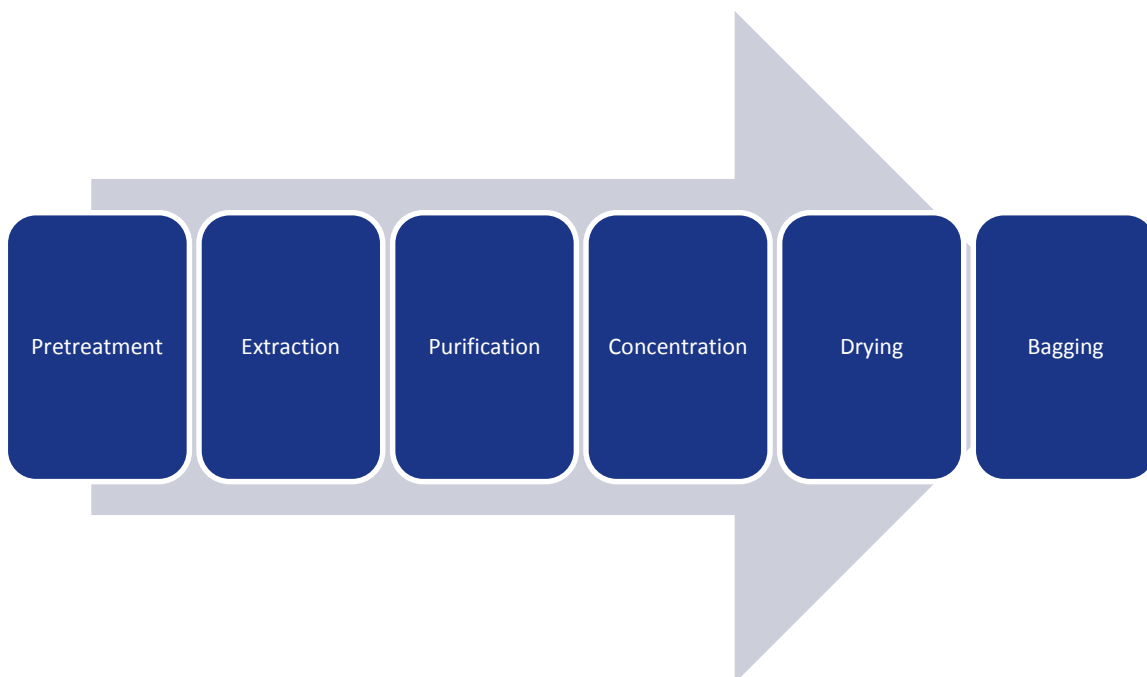 Pretreatment
Extraction
Purification
Concentration
Drying
Bagging